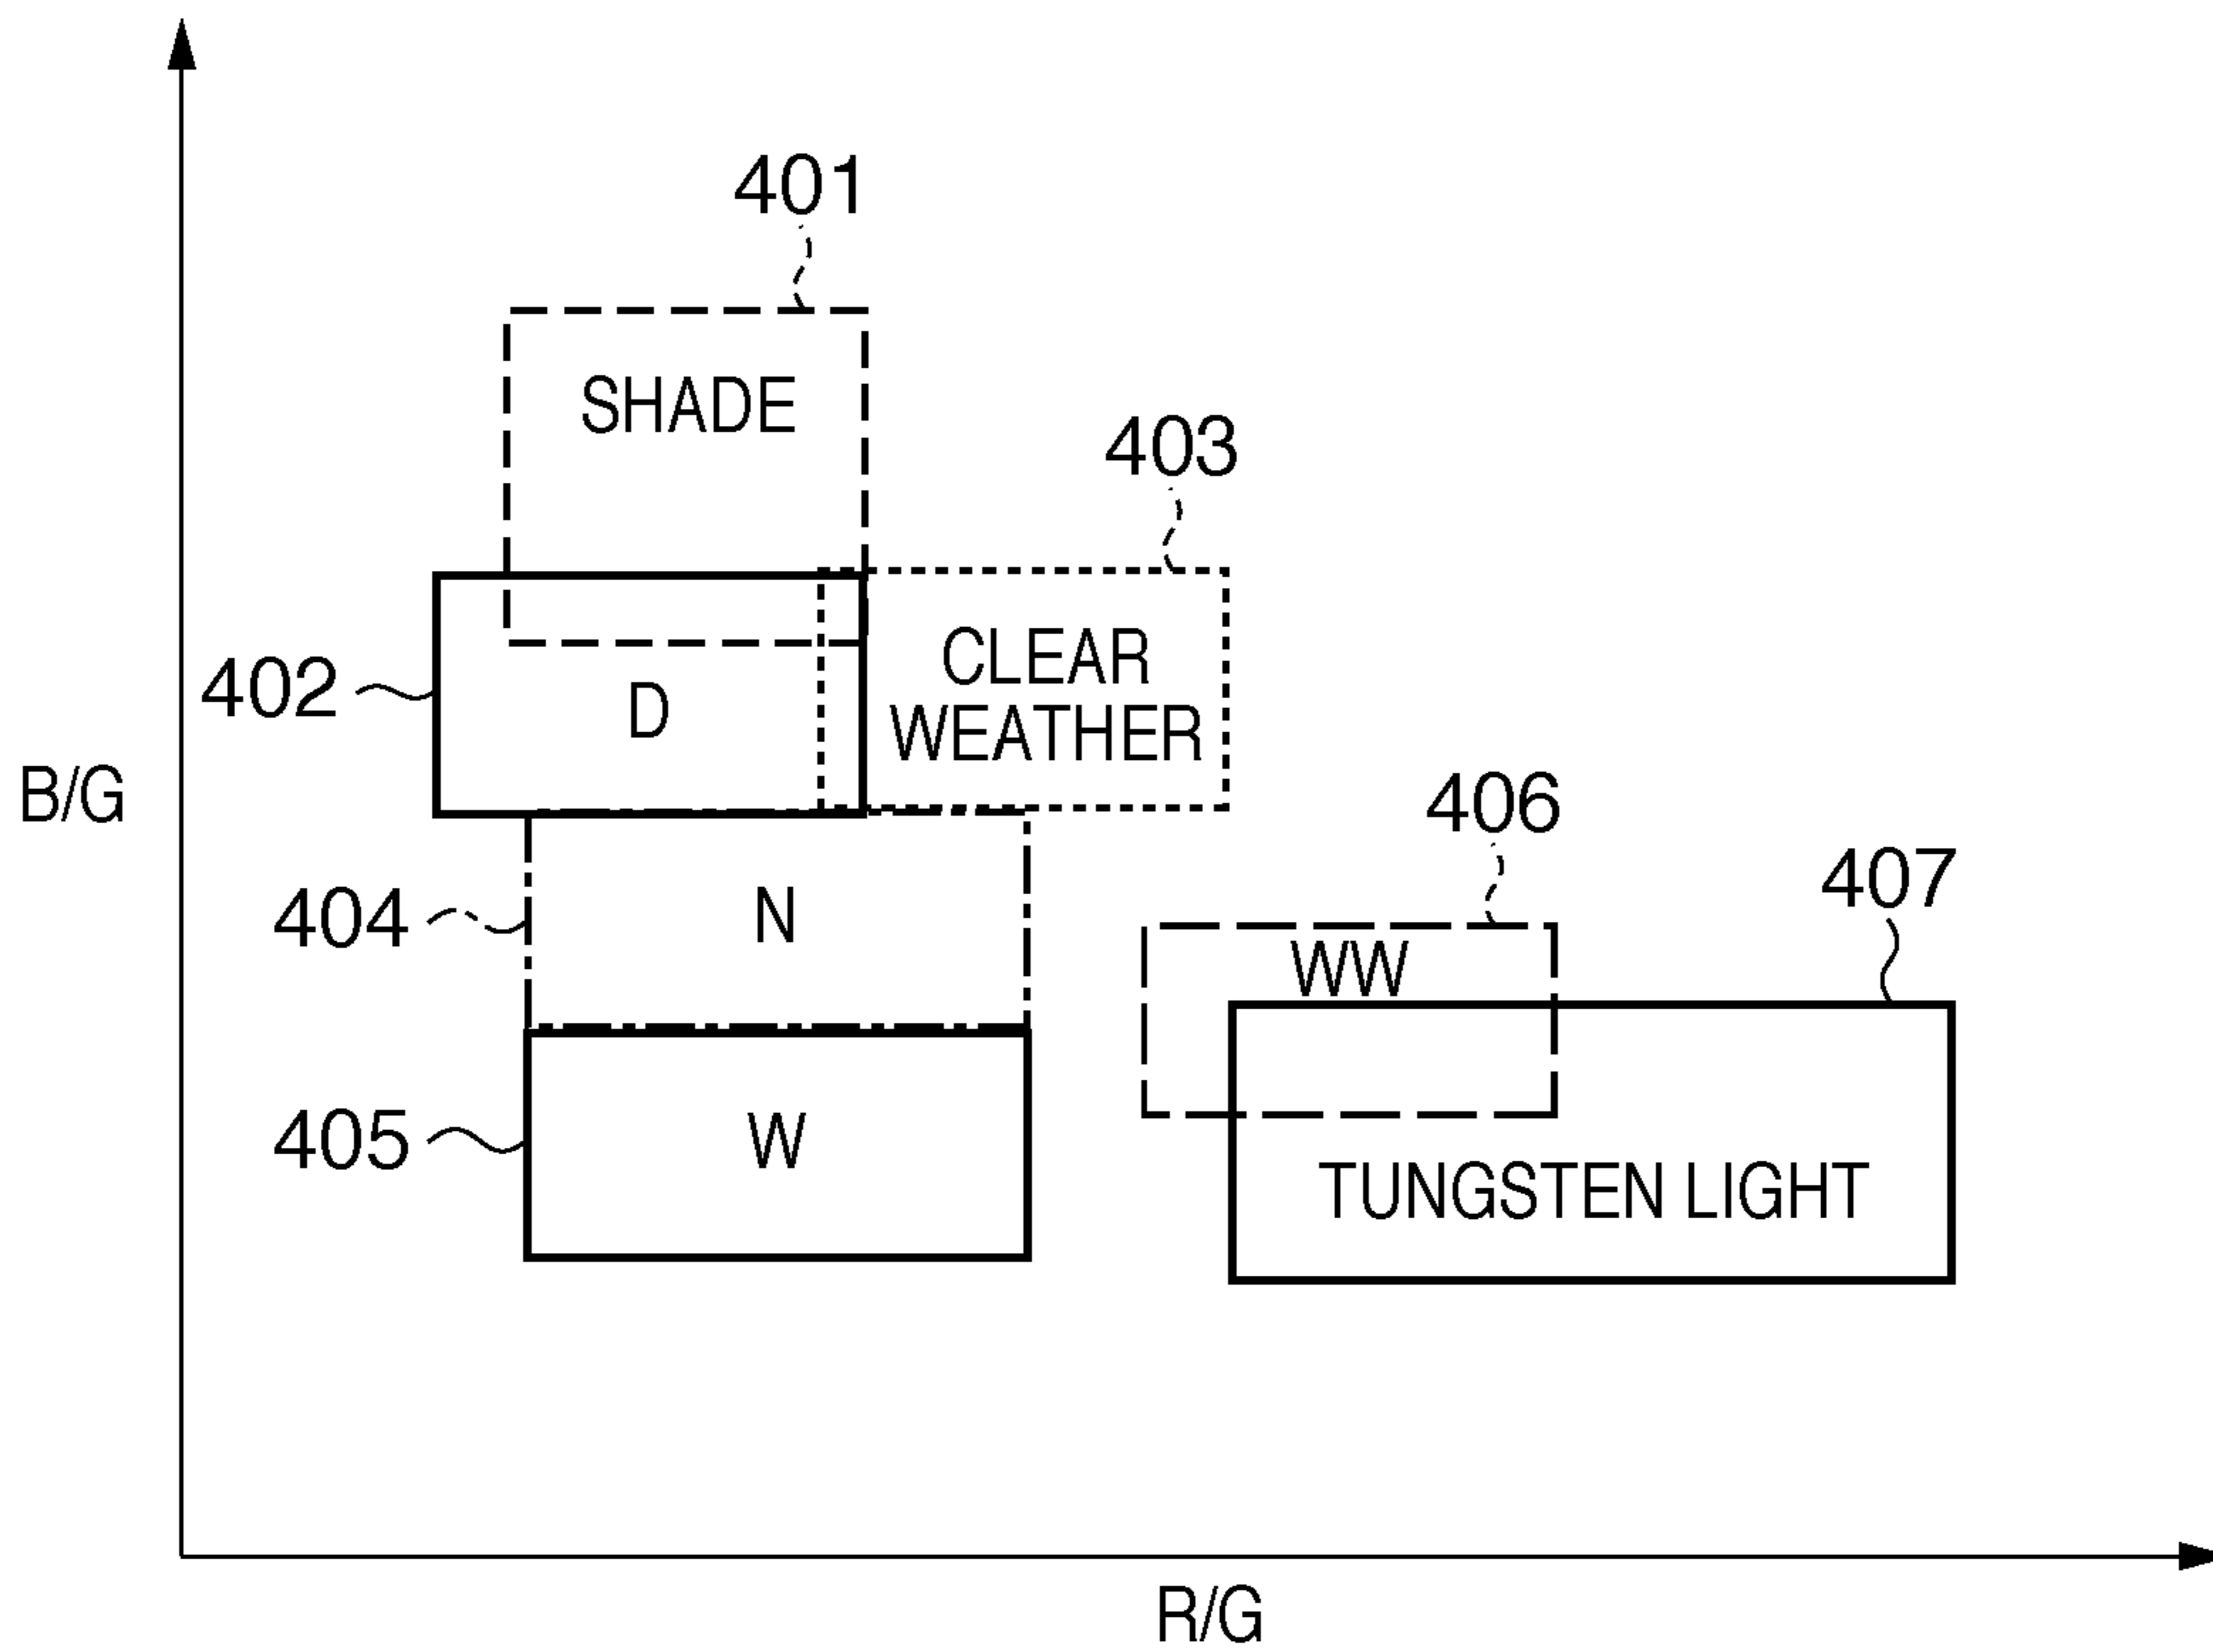 401
SHADE
403
CLEAR
WEATHER
402
D
B/G
406
407
404
N
WW
405
W
TUNGSTEN LIGHT
R/G